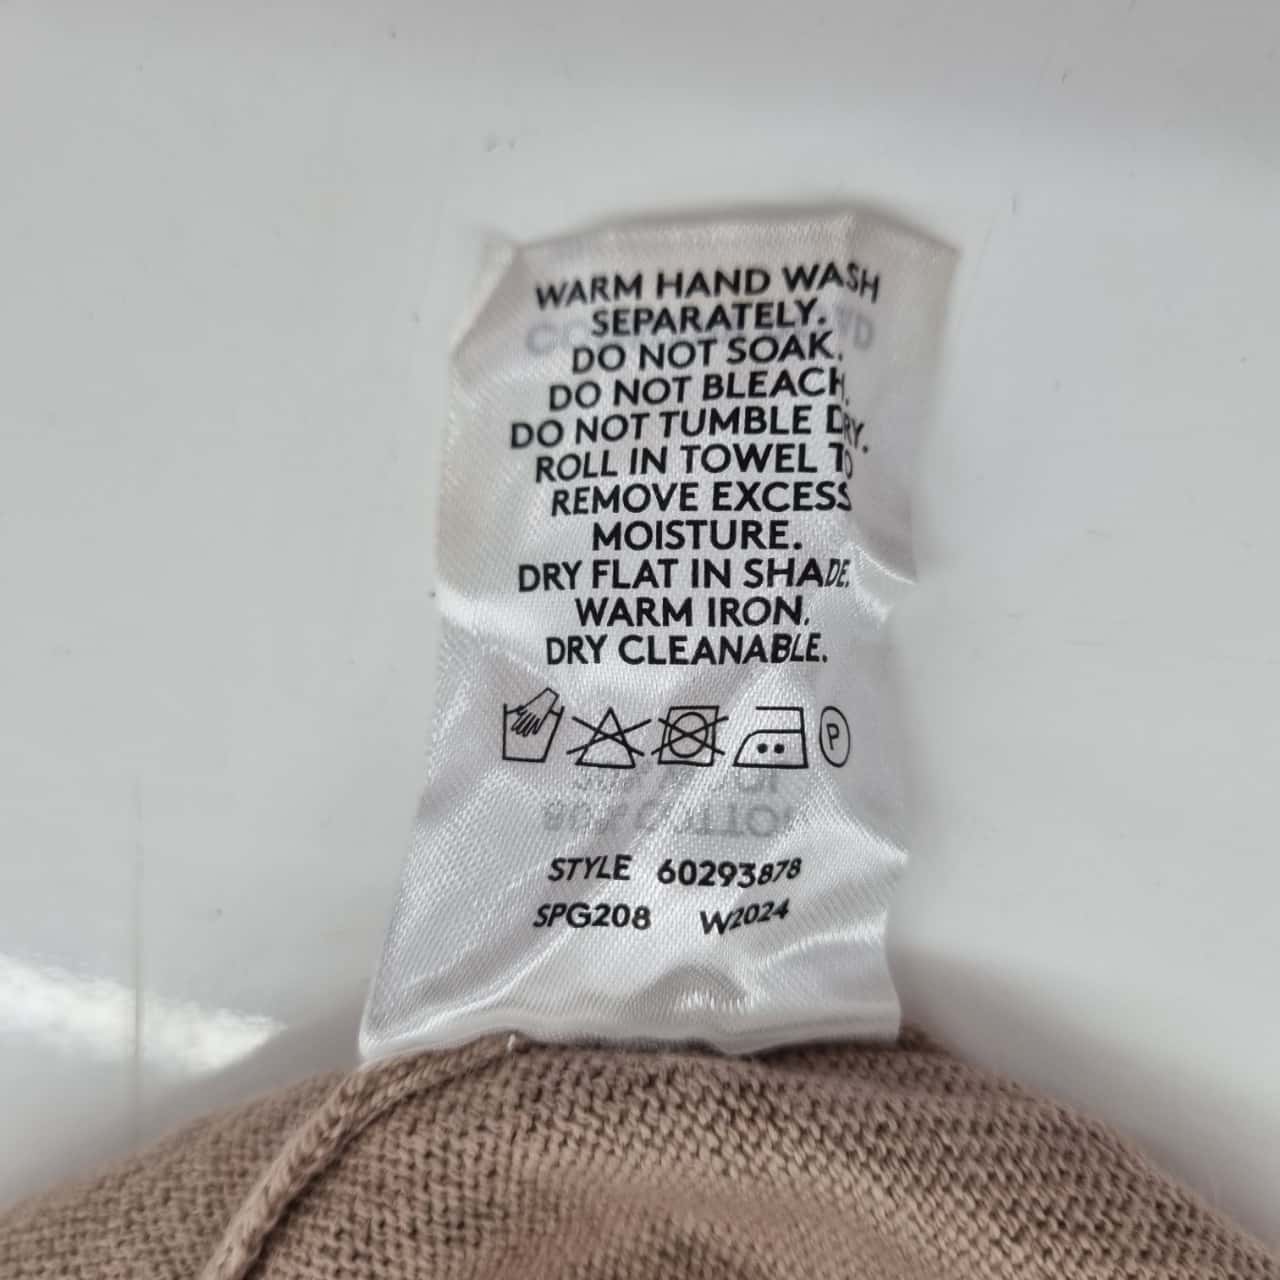 WARM HAND WASH
SEPARATELY.
DO NOT SOAK.
DO NOT BLEACH.
DO NOT TUMBLE DRY.
ROLL IN TOWEL TO
REMOVE EXCESS
MOISTURE.
DRY FLAT IN SHADE.
WARM IRON.
DRY CLEANABLE.
P
STYLE 60293878
SPG208 W2024